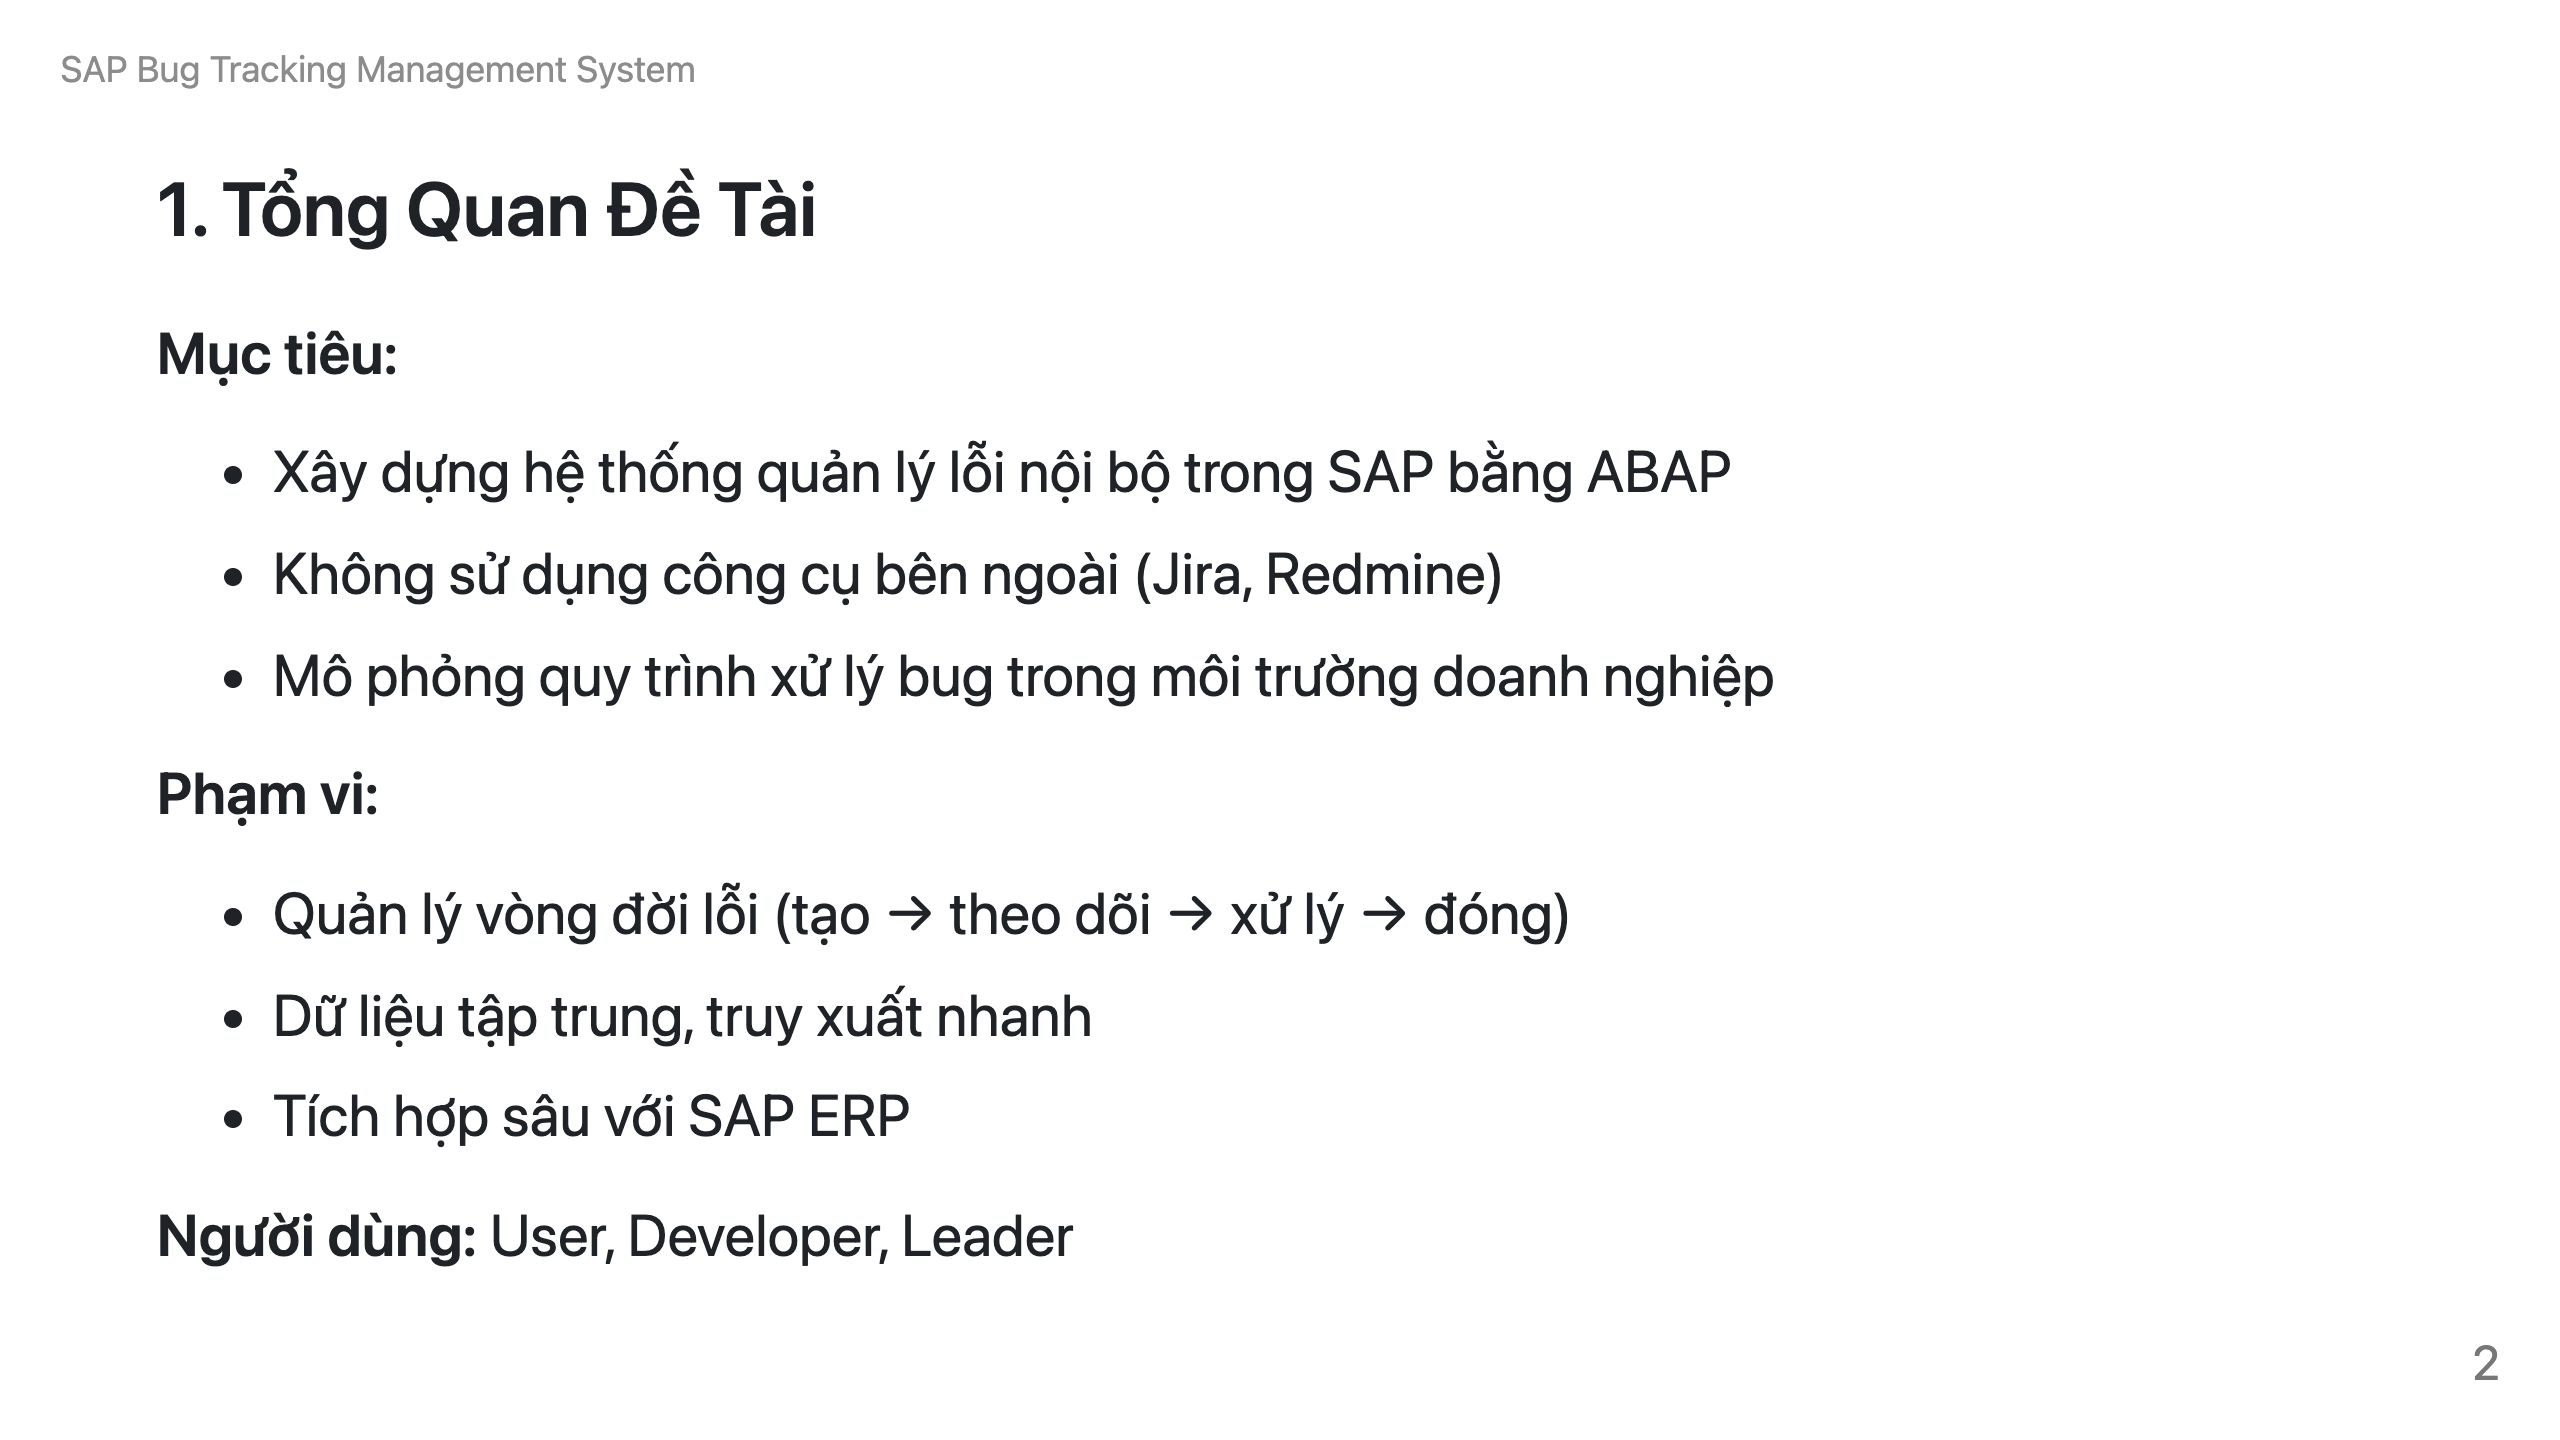 SAP Bug Tracking Management System
1. Tổng Quan Đề Tài
Mục tiêu:
• Xây dựng hệ thống quản lý lỗi nội bộ trong SAP bằng ABAP
• Không sử dụng công cụ bên ngoài (Jira, Redmine)
• Mô phỏng quy trình xử lý bug trong môi trường doanh nghiệp
Phạm vi:
• Quản lý vòng đời lỗi (tạo → theo dõi → xử lý → đóng)
• Dữ liệu tập trung, truy xuất nhanh
• Tích hợp sâu với SAP ERP
Người dùng: User, Developer, Leader
2